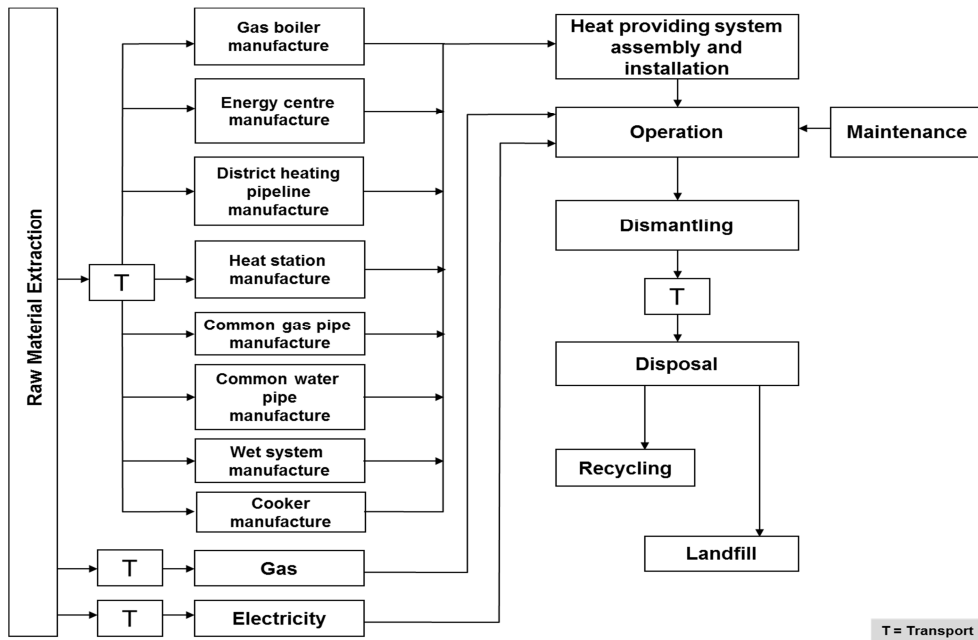 Raw Material Extraction
T
Gas boiler
manufacture
Energy centre
manufacture
District heating
pipeline
manufacture
Heat station
manufacture
Common gas pipe
manufacture
Common water
pipe
manufacture
Wet system
manufacture
Cooker
manufacture
T
Gas
T
Electricity
Heat providing system
assembly and
installation
Operation
Maintenance
Dismantling
T
Disposal
Recycling
Landfill
T = Transport